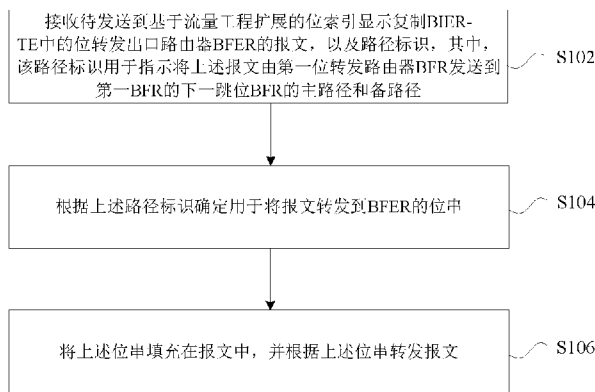 接收待发送到基于流量工程扩展的位索引显示复制BIER-
TE中的位转发出口路由器BFER的报文，以及路径标识，其中，
该路径标识用于指示将上述报文由第一位转发路由器BFR发送到
第一BFR的下一跳位BFR的主路径和备路径
S102
根据上述路径标识确定用于将报文转发到BFER的位串
S104
将上述位串填充在报文中，并根据上述位串转发报文
S106